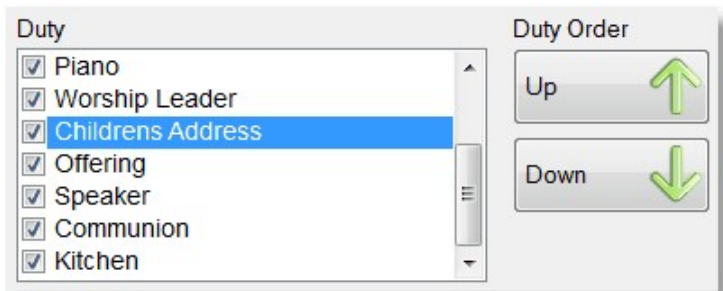 Duty
Piano
Worship Leader
Childrens Address
Offering
Speaker
Communion
Kitchen
Duty Order
Up
Down